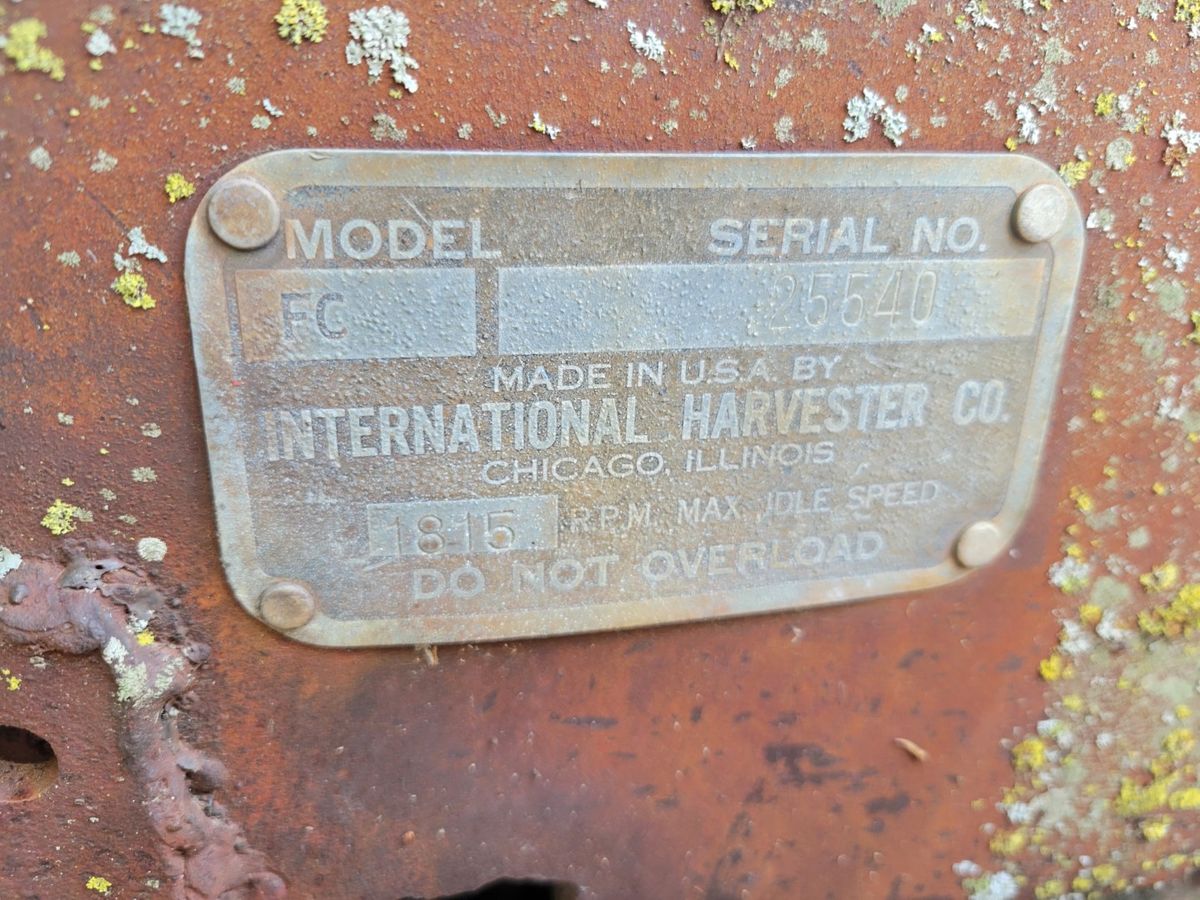 MODEL SERIAL NO.
FC 25540
MADE IN U.S.A. BY
INTERNATIONAL HARVESTER CO.
CHICAGO, ILLINOIS
1815 R.P.M. MAX. IDLE SPEED
DO NOT OVERLOAD